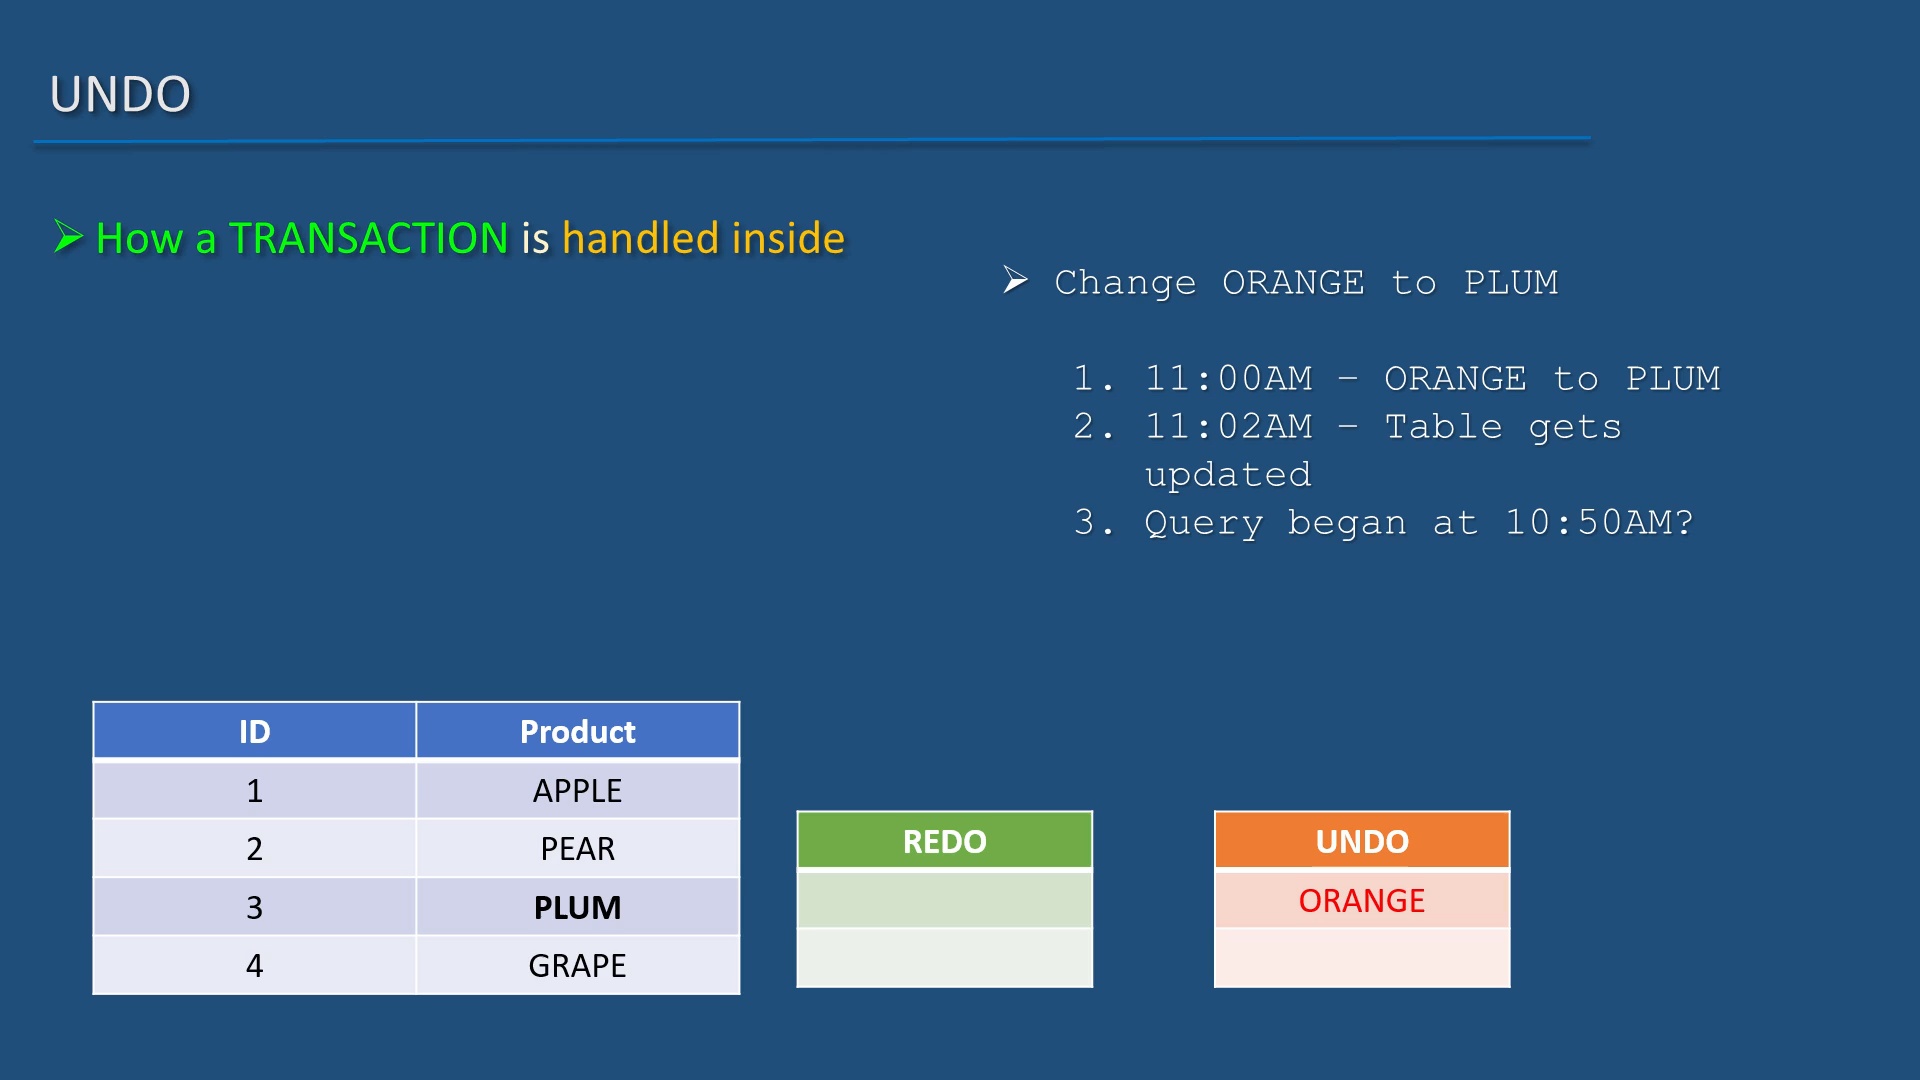 UNDO
➢ How a TRANSACTION is handled inside
➢ Change ORANGE to PLUM
1. 11:00AM – ORANGE to PLUM
2. 11:02AM – Table gets
updated
3. Query began at 10:50AM?
ID Product
1 APPLE
2 PEAR
3 PLUM
4 GRAPE
REDO
UNDO
ORANGE